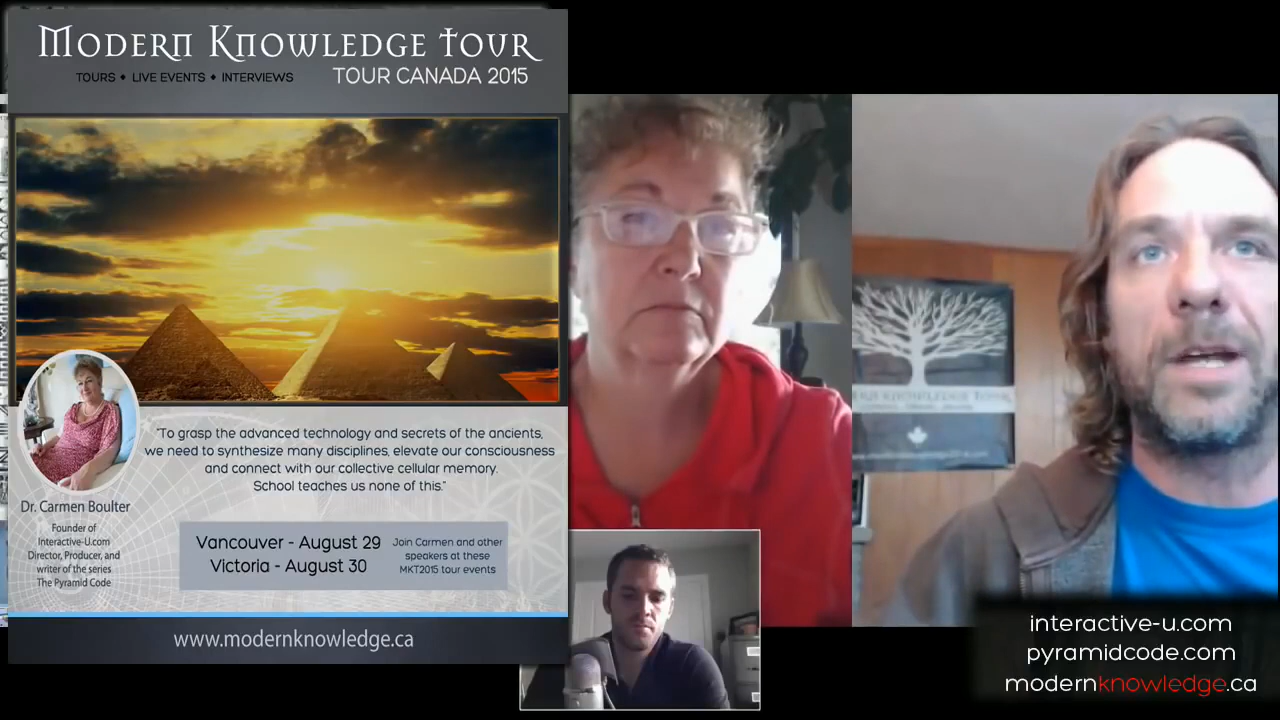 Modern Knowledge Tour
TOURS • LIVE EVENTS • INTERVIEWS
TOUR CANADA 2015
"To grasp the advanced technology and secrets of the ancients,
we need to synthesize many disciplines, elevate our consciousness
and connect with our collective cellular memory.
School teaches us none of this."
Dr. Carmen Boulter
Founder of
Interactive-U.com
Director, Producer, and
writer of the series
The Pyramid Code
Vancouver - August 29
Victoria - August 30
Join Carmen and other
speakers at these
MKT2015 tour events
www.modernknowledge.ca
KNOWLEDGE TOUR
interactive-u.com
pyramidcode.com
modernknowledge.ca